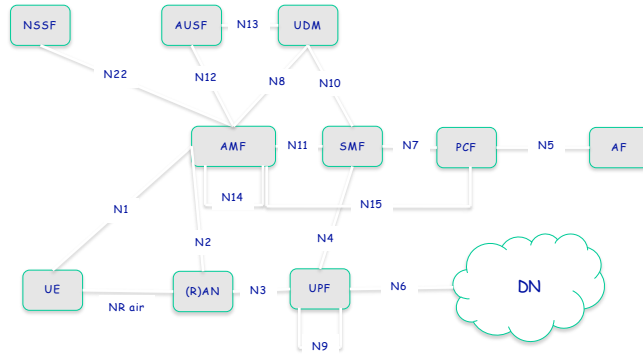 NSSF
AUSF
N13
UDM
N22
N12
N8
N10
AMF
N11
SMF
N7
PCF
N5
AF
N14
N15
N1
N2
N4
UE
NR air
(R)AN
N3
UPF
N6
DN
N9